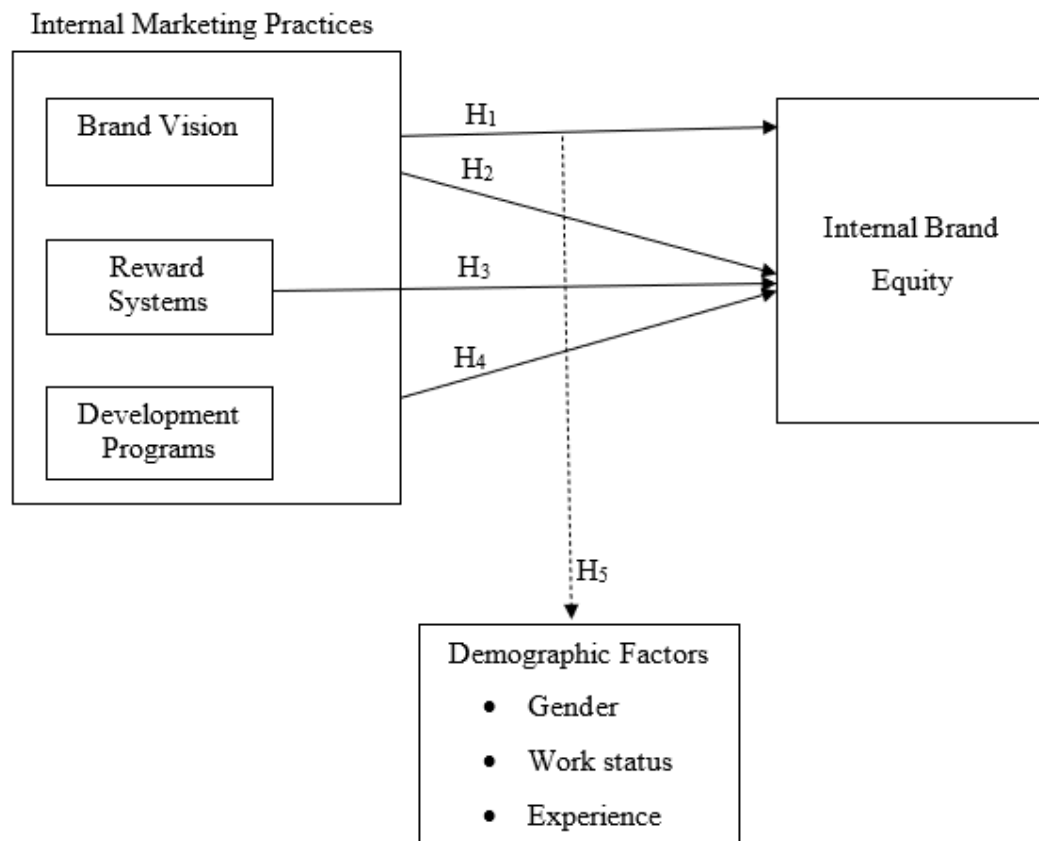 Internal Marketing Practices
Brand Vision
Reward
Systems
Development
Programs
H₁
H₂
H₃
H₄
Internal Brand
Equity
H₅
Demographic Factors
• Gender
• Work status
• Experience